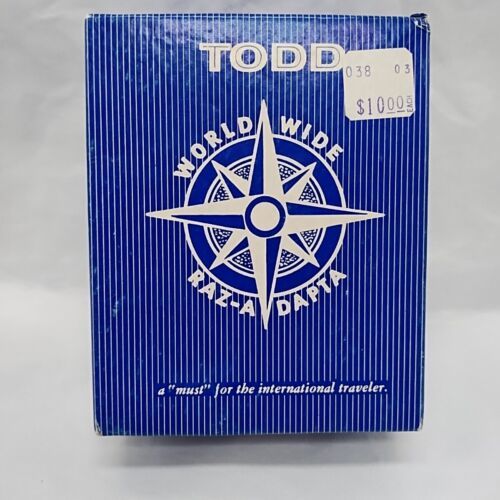 TODD
038 03
$10.00 EACH
WORLD WIDE
RAZ-A DAPTA
a "must" for the international traveler.